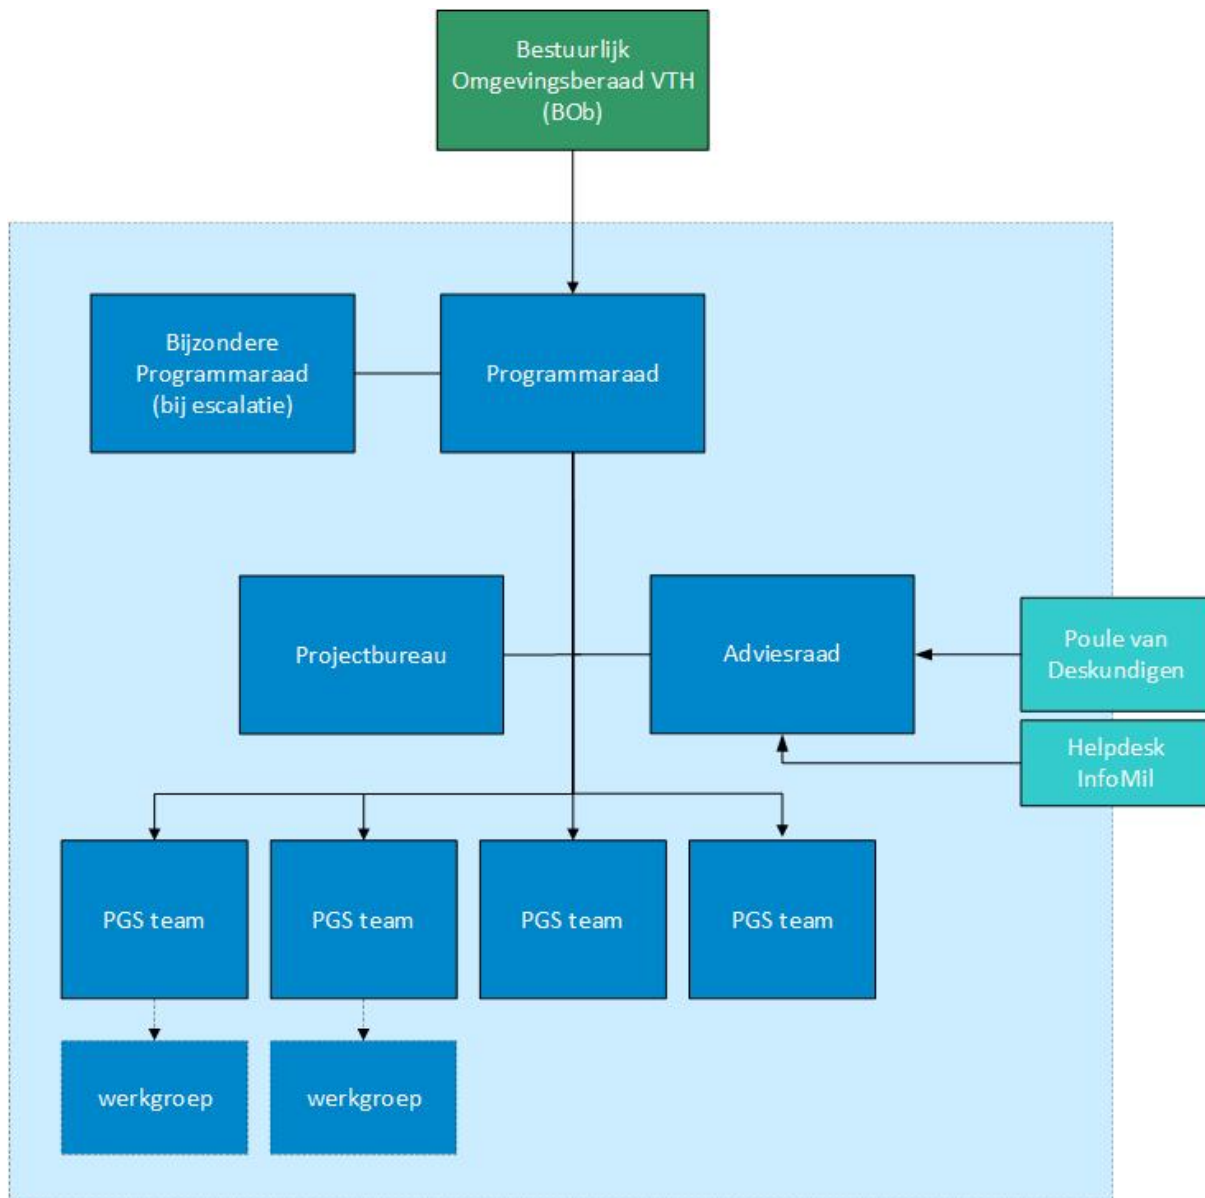 Bestuurlijk
Omgevingsberaad VTH
(BOb)
Bijzondere
Programmaraad
(bij escalatie)
Programmaraad
Projectbureau
Adviesraad
Poule van
Deskundigen
Helpdesk
InfoMil
PGS team
PGS team
PGS team
PGS team
werkgroep
werkgroep